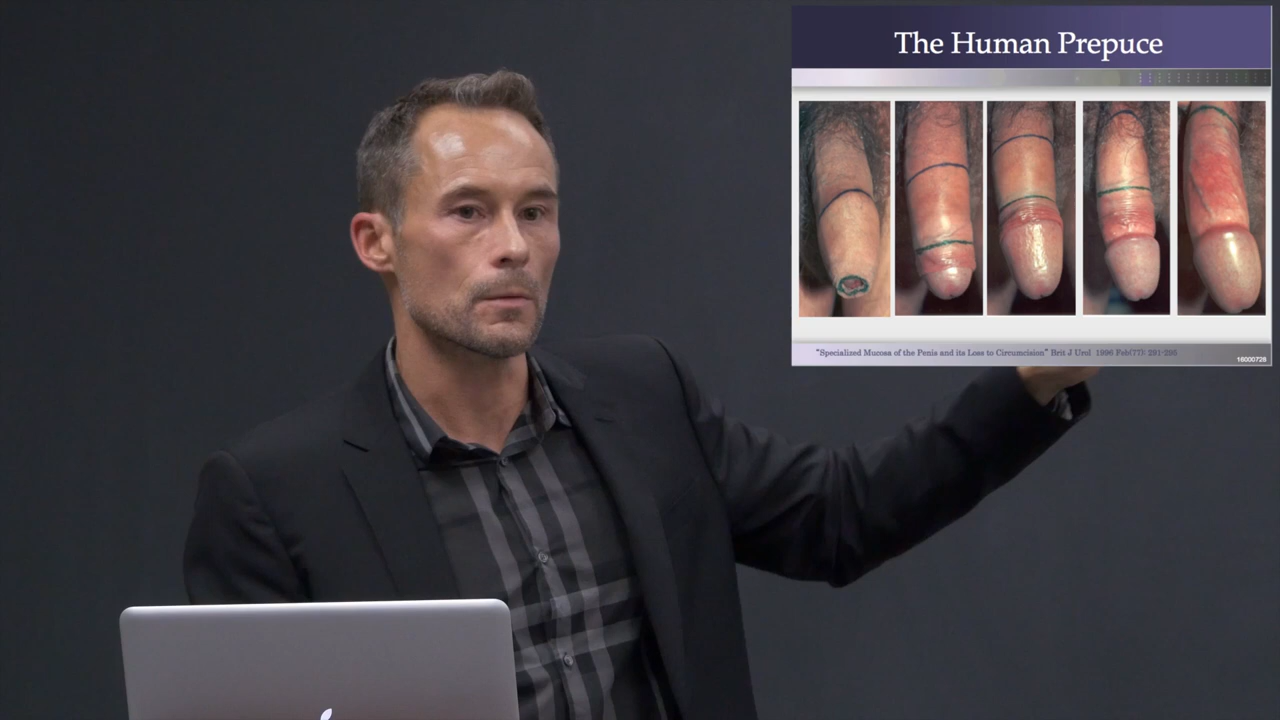 The Human Prepuce
"Specialized Mucosa of the Penis and its Loss to Circumcision" Brit J Urol 1996 Feb(77): 291-295
16000728